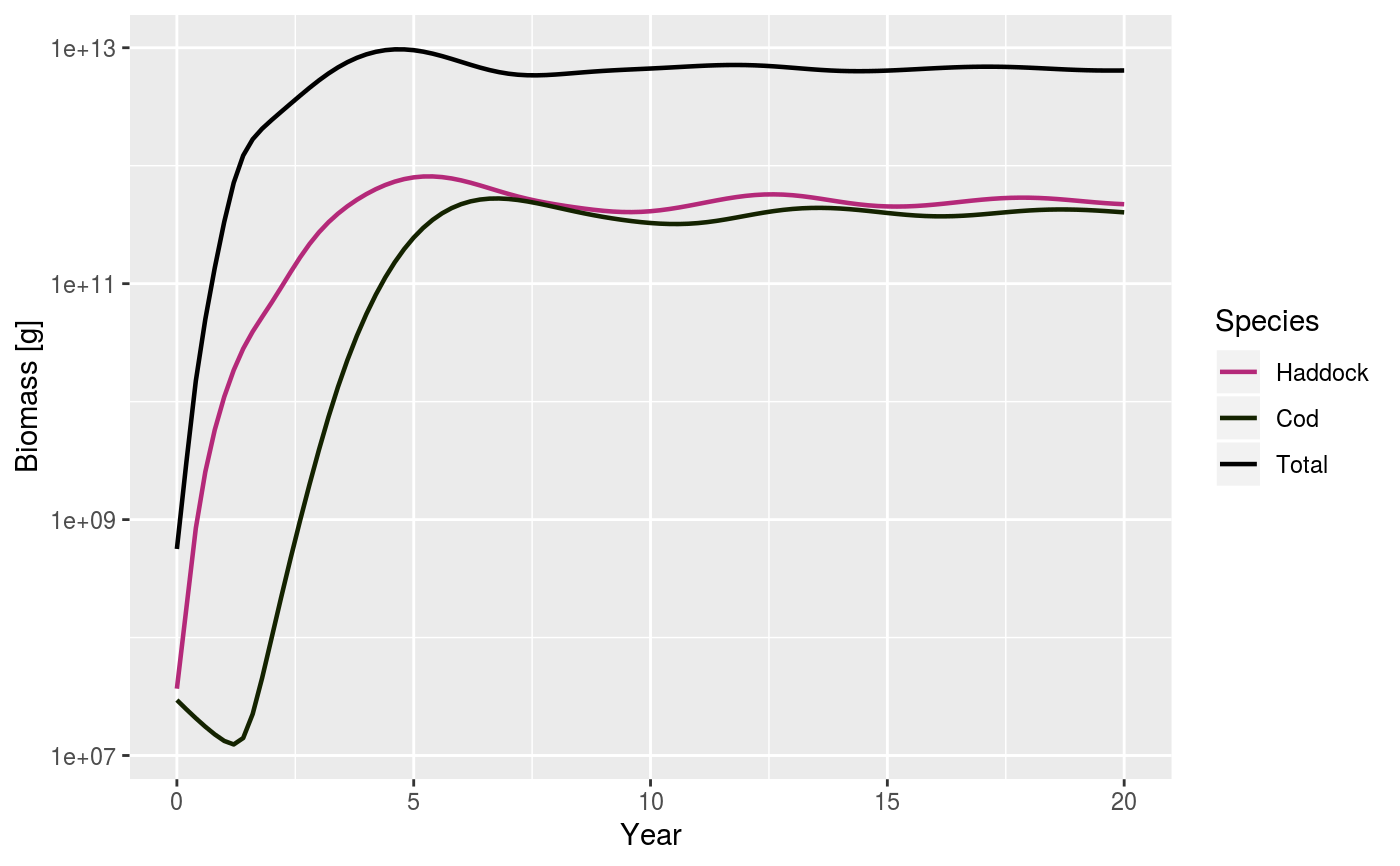 1e+13
1e+11
1e+09
1e+07
Biomass [g]
0 5 10 15 20
Year
Species
Haddock
Cod
Total